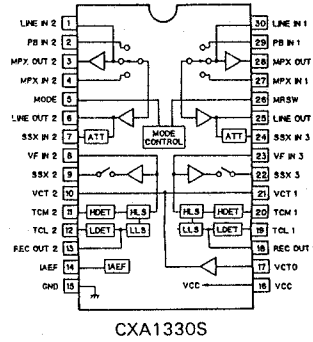 LINE IN 2 1 30 LINE IN 1
PB IN 2 2 29 PB IN 1
MPX OUT 2 3 28 MPX OUT
MPX IN 2 4 27 MPX IN 1
MODE 5 26 MRSW
LINE OUT 2 6 25 LINE OUT
SSX IN 2 7 ATT MODE CONTROL ATT 24 SSX IN 3
VF IN 2 8 23 VF IN 3
SSX 2 9 22 SSX 3
VCT 2 10 21 VCT 1
TCM 2 11 HDET HLS HLS HDET 20 TCM 1
TCL 2 12 LDET LLS LLS LDET 19 TCL 1
REC OUT 2 13 18 REC OUT
IAEF 14 IAEF 17 VCT0
GND 15 VCC 16 VCC
CXA1330S